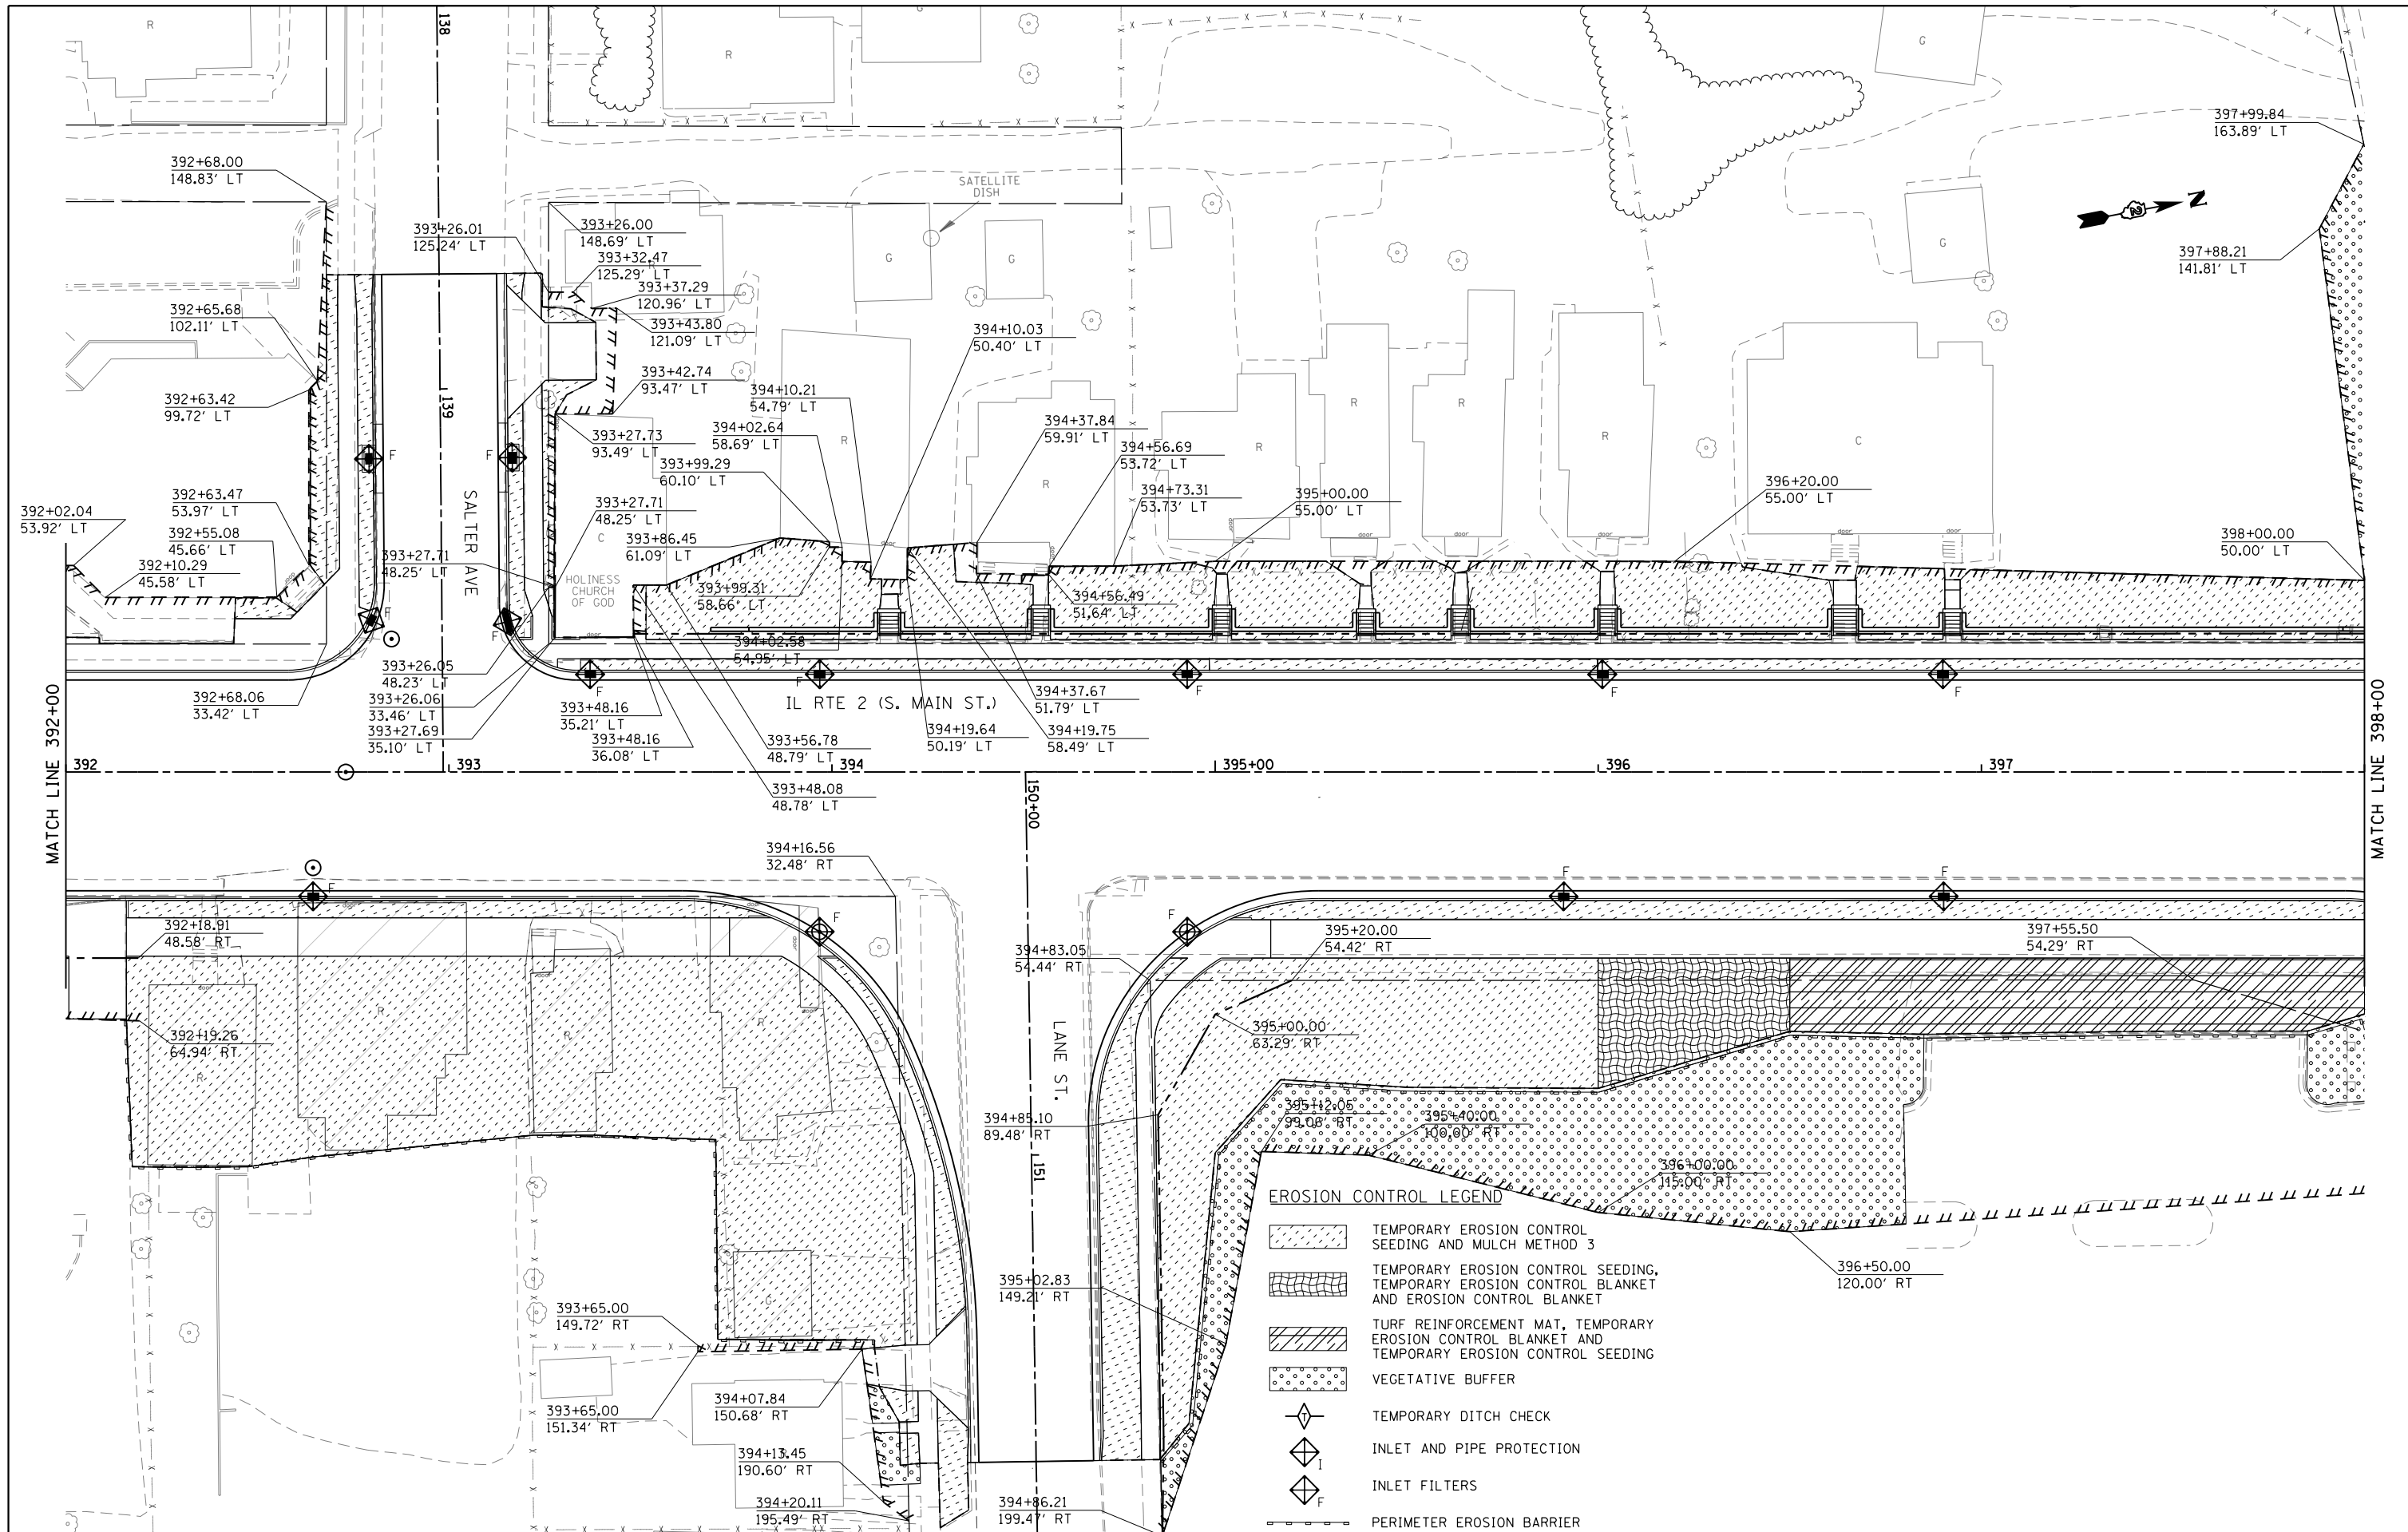 R
138
R
G
G
397+99.84
163.89' LT
392+68.00
148.83' LT
SATELLITE
DISH
N
2
393+26.01
125.24' LT
393+26.00
148.69' LT
393+32.47
125.29' LT
R
G
G
G
397+88.21
141.81' LT
393+37.29
120.96' LT
392+65.68
102.11' LT
393+43.80
121.09' LT
394+10.03
50.40' LT
392+63.42
99.72' LT
139
393+42.74
93.47' LT
394+10.21
54.79' LT
R
R
R
C
394+02.64
58.69' LT
394+37.84
59.91' LT
393+27.73
93.49' LT
394+56.69
53.72' LT
R
R
F
F
393+99.29
60.10' LT
R
392+63.47
53.97' LT
SALTER AVE
394+73.31
53.73' LT
395+00.00
55.00' LT
396+20.00
55.00' LT
392+02.04
53.92' LT
393+27.71
48.25' LT
392+55.08
45.66' LT
C
393+86.45
61.09' LT
398+00.00
50.00' LT
door
door
door
door
door
door
door
door
393+27.71
48.25' LT
392+10.29
45.58' LT
HOLINESS
CHURCH
OF GOD
393+99.31
58.66' LT
394+56.49
51.64' LT
F
F
door
394+02.58
54.95' LT
393+26.05
48.23' LT
392+68.06
33.42' LT
393+26.06
33.46' LT
F
F
F
F
F
393+48.16
35.21' LT
IL RTE 2 (S. MAIN ST.)
394+37.67
51.79' LT
393+27.69
35.10' LT
393+48.16
36.08' LT
393+56.78
48.79' LT
394+19.64
50.19' LT
394+19.75
58.49' LT
MATCH LINE 392+00
MATCH LINE 398+00
392
393
394
395+00
396
397
393+48.08
48.78' LT
150+00
394+16.56
32.48' RT
F
F
F
door
door
392+18.91
48.58' RT
F
F
door
door
394+83.05
54.44' RT
395+20.00
54.42' RT
397+55.50
54.29' RT
door
door
R
R
R
392+19.26
64.94' RT
R
LANE ST.
395+00.00
63.29' RT
394+85.10
89.48' RT
395+12.05
99.06' RT
395+40.00
100.00' RT
151
396+00.00
115.00' RT
EROSION CONTROL LEGEND
TEMPORARY EROSION CONTROL
SEEDING AND MULCH METHOD 3
396+50.00
120.00' RT
TEMPORARY EROSION CONTROL SEEDING,
TEMPORARY EROSION CONTROL BLANKET
AND EROSION CONTROL BLANKET
395+02.83
149.21' RT
G
393+65.00
149.72' RT
TURF REINFORCEMENT MAT, TEMPORARY
EROSION CONTROL BLANKET AND
TEMPORARY EROSION CONTROL SEEDING
VEGETATIVE BUFFER
394+07.84
150.68' RT
393+65.00
151.34' RT
T
TEMPORARY DITCH CHECK
394+13.45
190.60' RT
I
INLET AND PIPE PROTECTION
F
INLET FILTERS
394+20.11
195.49' RT
394+86.21
199.47' RT
PERIMETER EROSION BARRIER